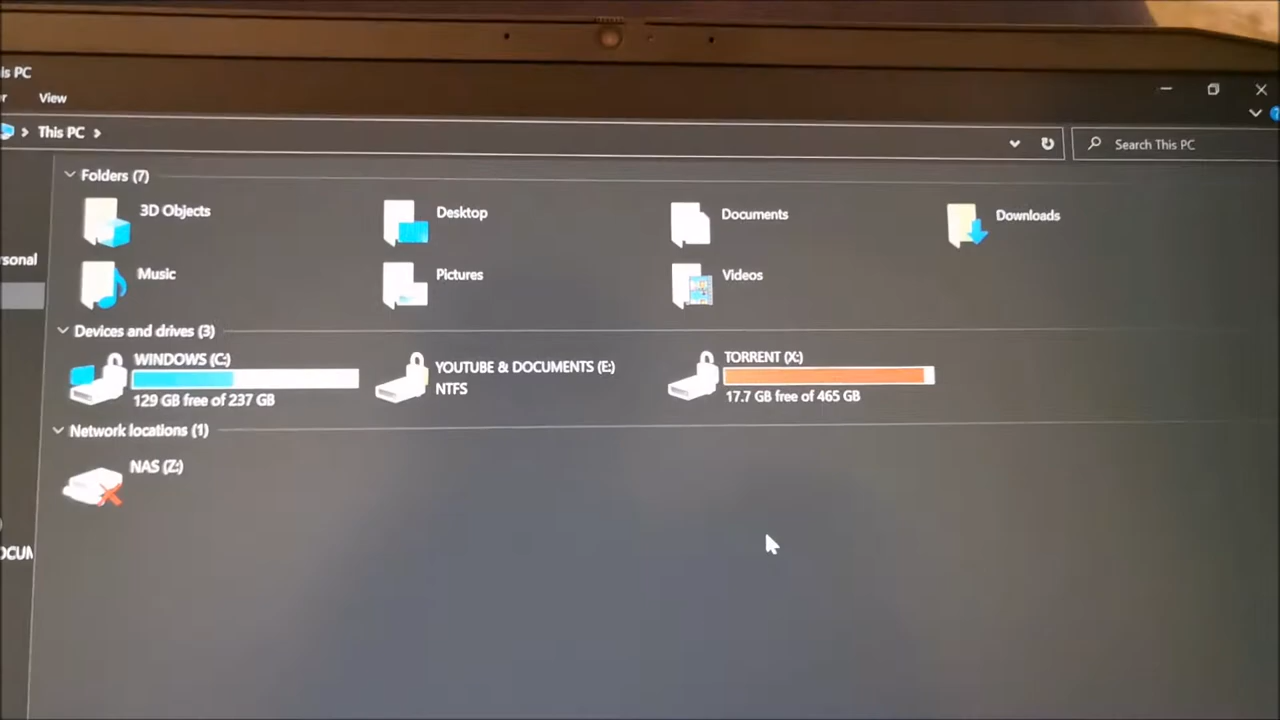 is PC
View
This PC
Search This PC
Folders (7)
3D Objects
Desktop
Documents
Downloads
Music
Pictures
Videos
rsonal
Devices and drives (3)
WINDOWS (C:)
129 GB free of 237 GB
YOUTUBE & DOCUMENTS (E:)
NTFS
TORRENT (X:)
17.7 GB free of 465 GB
Network locations (1)
NAS (Z:)
OCUM